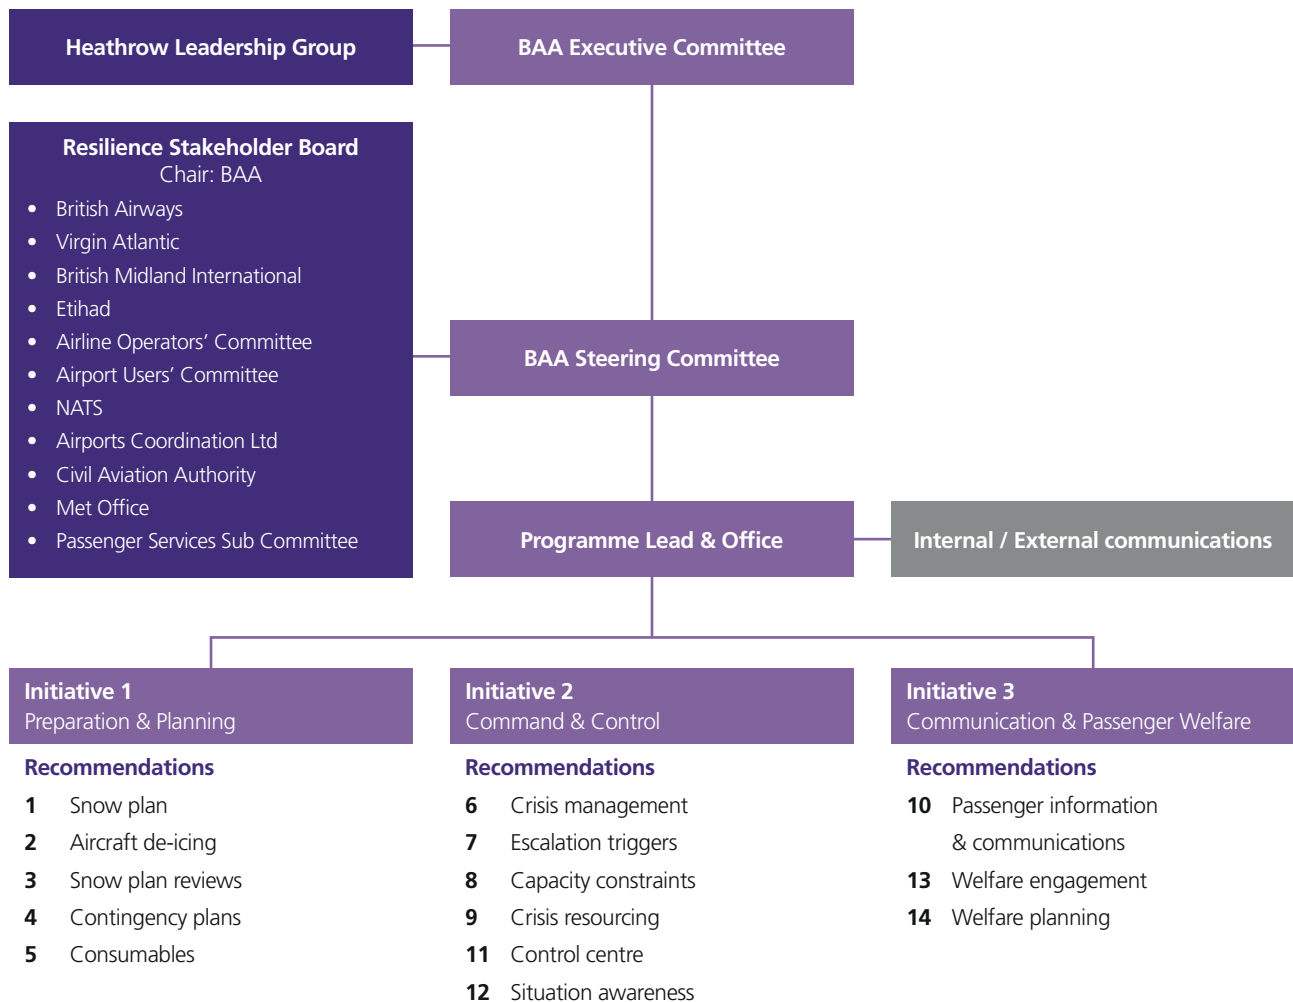 Heathrow Leadership Group
BAA Executive Committee
Resilience Stakeholder Board
Chair: BAA
• British Airways
• Virgin Atlantic
• British Midland International
• Etihad
• Airline Operators’ Committee
• Airport Users’ Committee
• NATS
• Airports Coordination Ltd
• Civil Aviation Authority
• Met Office
• Passenger Services Sub Committee
BAA Steering Committee
Programme Lead & Office
Internal / External communications
Initiative 1
Preparation & Planning
Recommendations
1 Snow plan
2 Aircraft de-icing
3 Snow plan reviews
4 Contingency plans
5 Consumables
Initiative 2
Command & Control
Recommendations
6 Crisis management
7 Escalation triggers
8 Capacity constraints
9 Crisis resourcing
11 Control centre
12 Situation awareness
Initiative 3
Communication & Passenger Welfare
Recommendations
10 Passenger information
& communications
13 Welfare engagement
14 Welfare planning